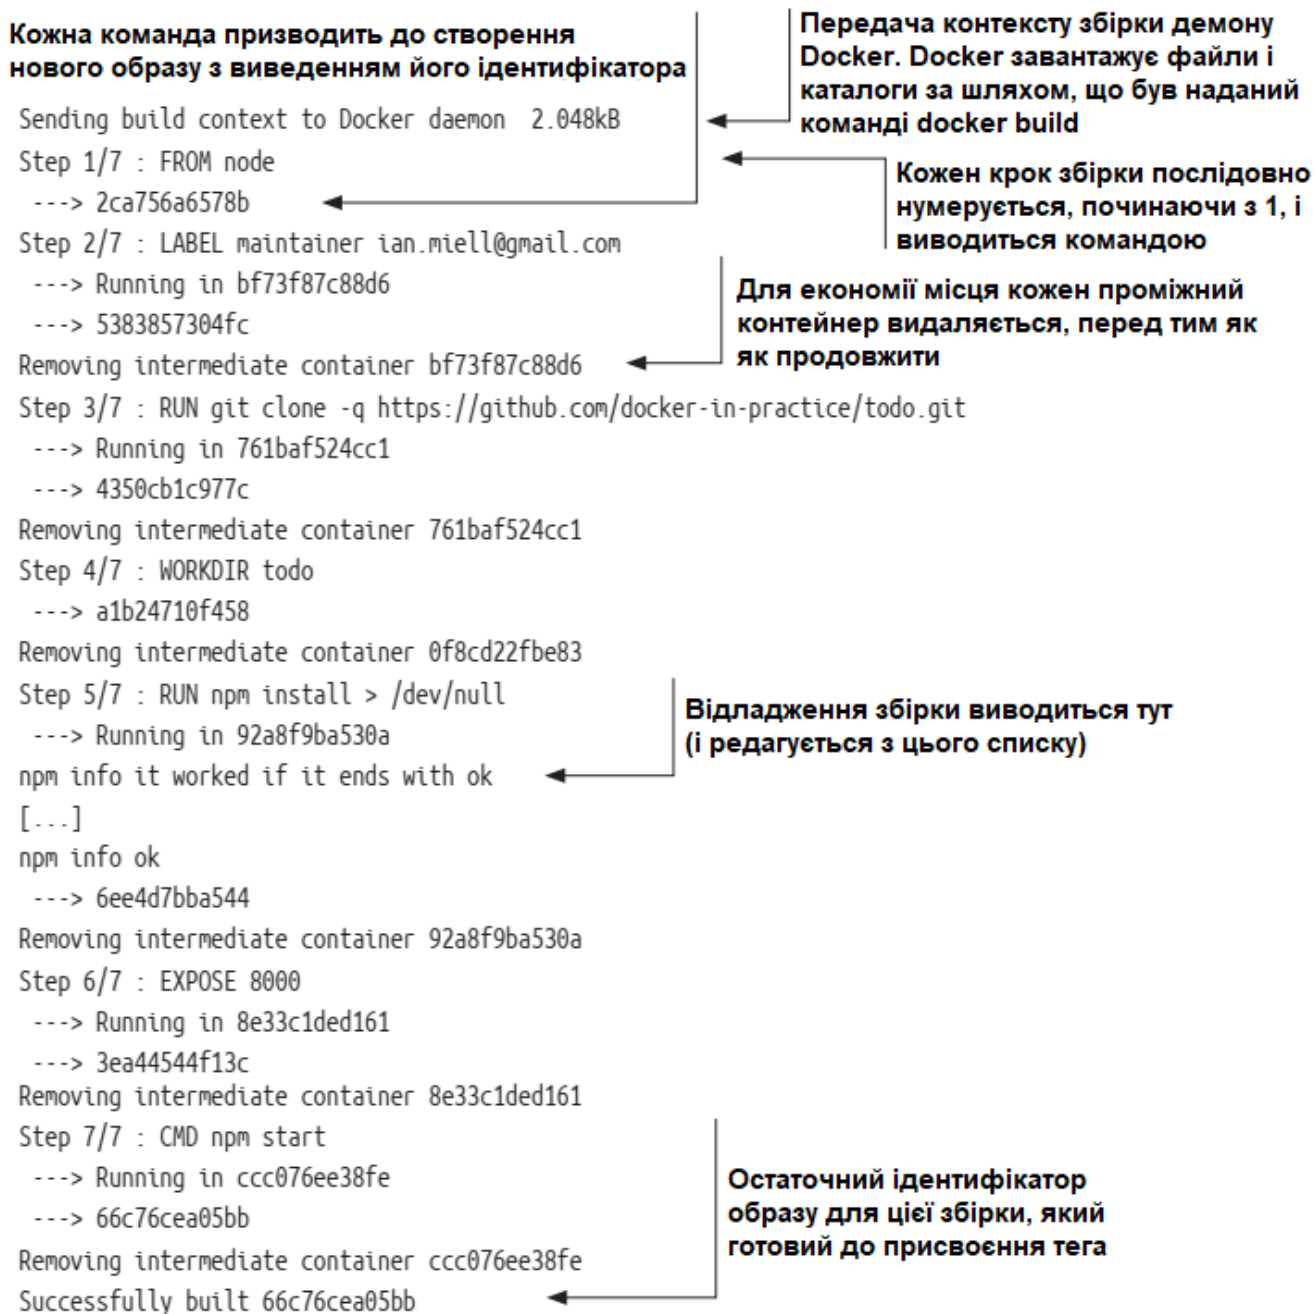 Кожна команда призводить до створення
нового образу з виведенням його ідентифікатора
Передача контексту збірки демону
Docker. Docker завантажує файли і
каталоги за шляхом, що був наданий
команді docker build
Sending build context to Docker daemon  2.048kB
Step 1/7 : FROM node
---> 2ca756a6578b
Кожен крок збірки послідовно
нумерується, починаючи з 1, і
виводиться командою
Step 2/7 : LABEL maintainer ian.miell@gmail.com
---> Running in bf73f87c88d6
---> 5383857304fc
Removing intermediate container bf73f87c88d6
Для економії місця кожен проміжний
контейнер видаляється, перед тим як
як продовжити
Step 3/7 : RUN git clone -q https://github.com/docker-in-practice/todo.git
---> Running in 761baf524cc1
---> 4350cb1c977c
Removing intermediate container 761baf524cc1
Step 4/7 : WORKDIR todo
---> a1b24710f458
Removing intermediate container 0f8cd22fbe83
Step 5/7 : RUN npm install > /dev/null
---> Running in 92a8f9ba530a
npm info it worked if it ends with ok
Відладження збірки виводиться тут
(і редагується з цього списку)
[...]
npm info ok
---> 6ee4d7bba544
Removing intermediate container 92a8f9ba530a
Step 6/7 : EXPOSE 8000
---> Running in 8e33c1ded161
---> 3ea44544f13c
Removing intermediate container 8e33c1ded161
Step 7/7 : CMD npm start
---> Running in ccc076ee38fe
---> 66c76cea05bb
Removing intermediate container ccc076ee38fe
Successfully built 66c76cea05bb
Остаточний ідентифікатор
образу для цієї збірки, який
готовий до присвоєння тега